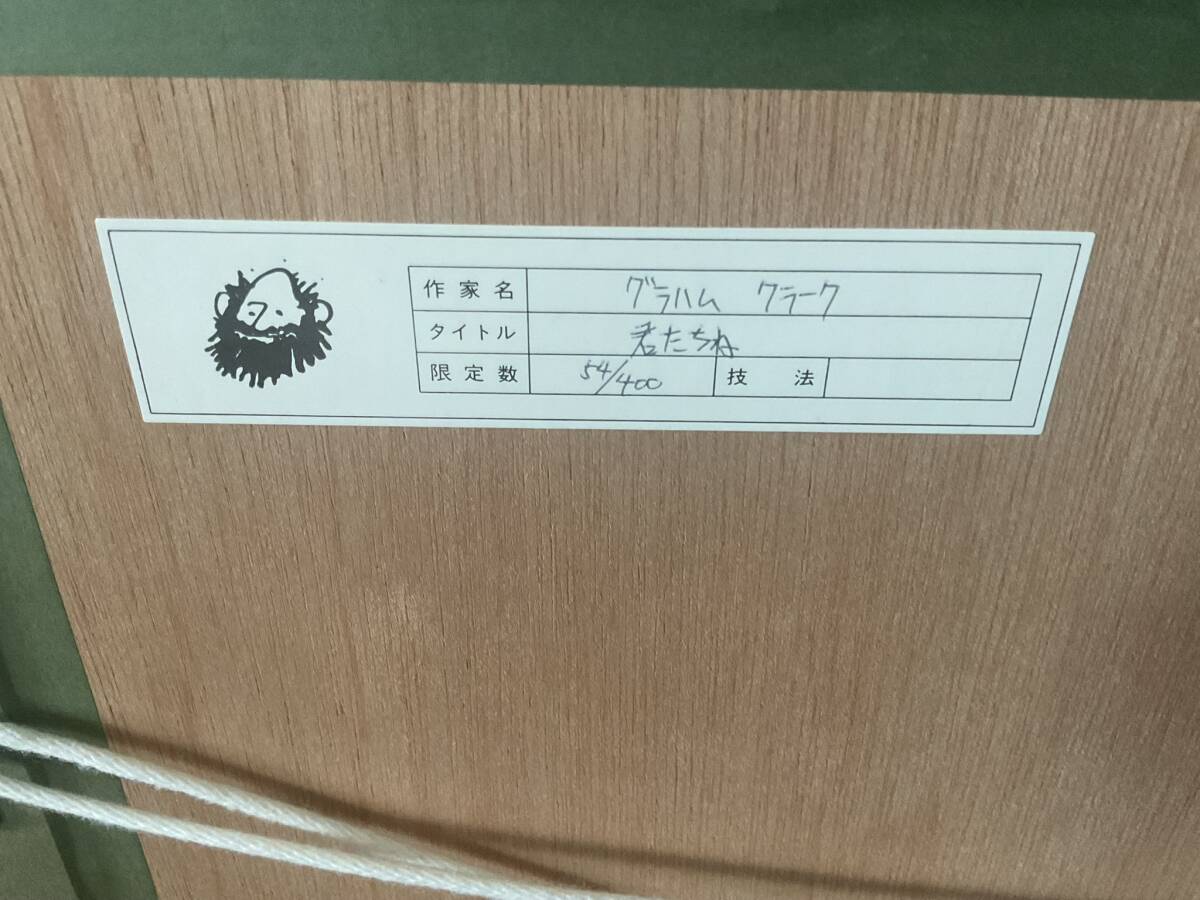 作家名 グラハム クラーク
タイトル 君たちね
限定数 54/400 技法